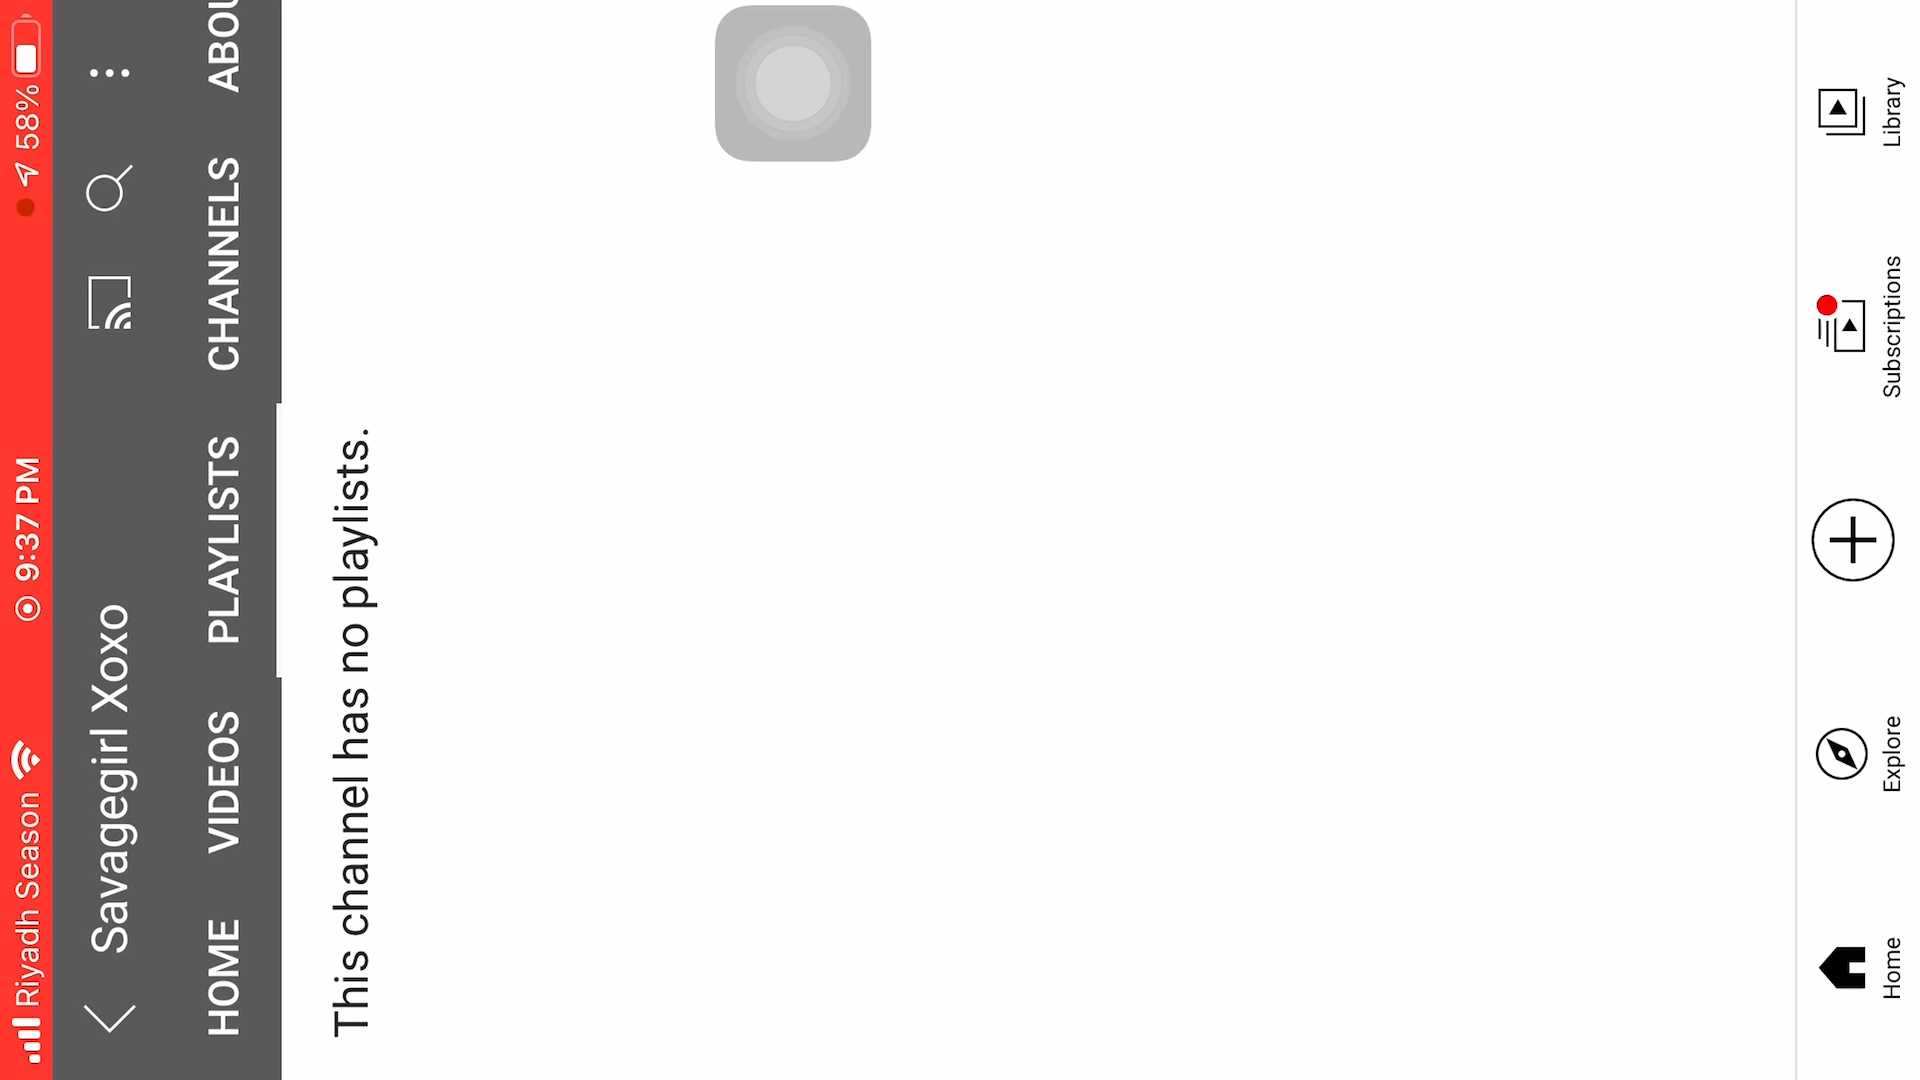 Riyadh Season 9:37 PM 58%
Savagegirl Xoxo
HOME VIDEOS PLAYLISTS CHANNELS ABOU
This channel has no playlists.
Home Explore Subscriptions Library